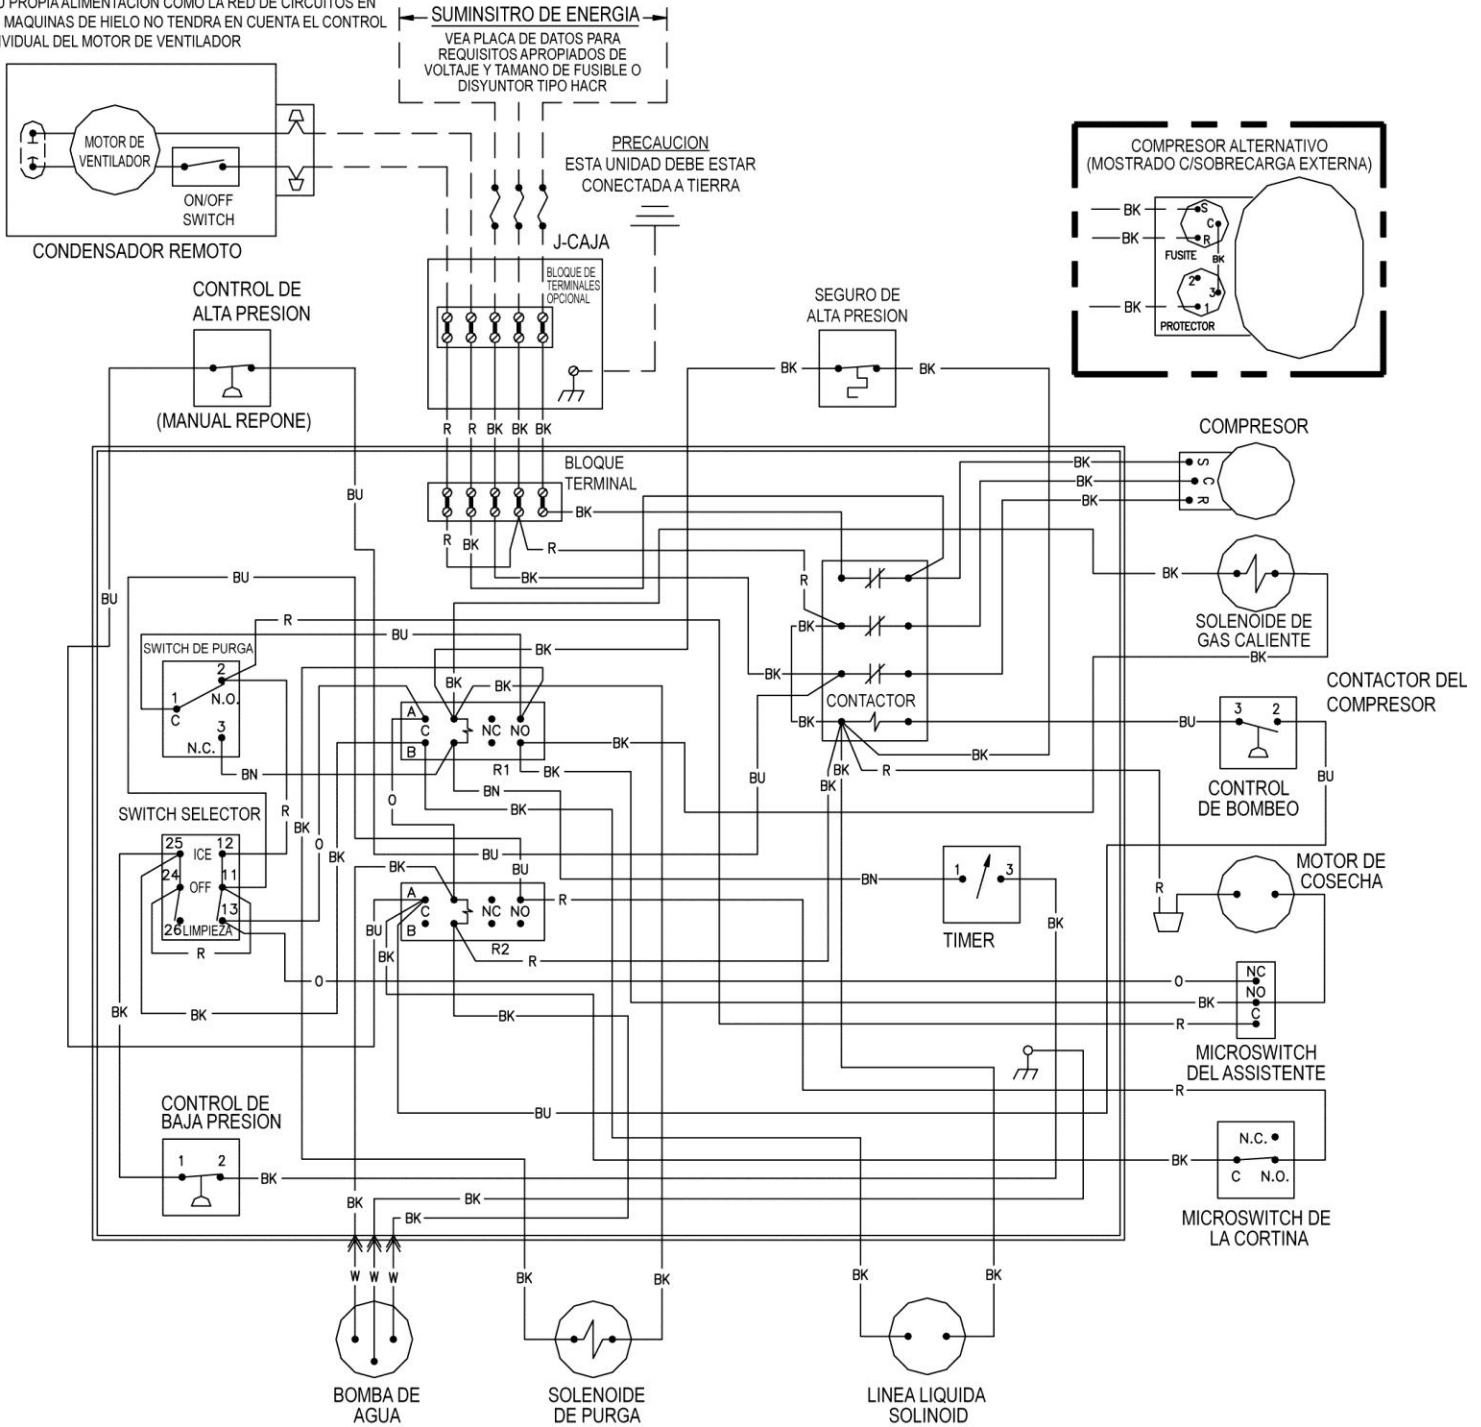 U PROPIA ALIMENTACION COMO LA RED DE CIRCUITOS EN
MAQUINAS DE HIELO NO TENDRA EN CUENTA EL CONTROL
IVIDUAL DEL MOTOR DE VENTILADOR
SUMINSITRO DE ENERGIA
VEA PLACA DE DATOS PARA
REQUISITOS APROPIADOS DE
VOLTAJE Y TAMANO DE FUSIBLE O
DISYUNTOR TIPO HACR
MOTOR DE
VENTILADOR
ON/OFF
SWITCH
CONDENSADOR REMOTO
PRECAUCION
ESTA UNIDAD DEBE ESTAR
CONECTADA A TIERRA
J-CAJA
BLOQUE DE
TERMINALES
OPCIONAL
COMPRESOR ALTERNATIVO
(MOSTRADO C/SOBRECARGA EXTERNA)
BK S
C
BK R
FUSITE BK
2
3
BK 1
PROTECTOR
CONTROL DE
ALTA PRESION
(MANUAL REPONE)
SEGURO DE
ALTA PRESION
BK BK
R R BK BK BK
COMPRESOR
BLOQUE
TERMINAL
BK S
BK C
BK R
BU
BK
R BK R
BK
BK
SOLENOIDE DE
GAS CALIENTE
BK
BU
BU
R
R
BU
BK
BK
SWITCH DE PURGA
2
1 N.O.
C
3
N.C.
BN
BK BK
BK
CONTACTOR
BK
CONTACTOR DEL
COMPRESOR
A
C NC NO
B
R1
BK
BK
BN
BK
O
BU
BK BK R
BK
BU
3 2
CONTROL
DE BOMBEO
BU
SWITCH SELECTOR
25 12
ICE
24 11
OFF
13
26 LIMPIEZA
R
R
BK
O
BK
BK
BU
BU
BN
1 3
TIMER
BK
R
MOTOR DE
COSECHA
A
C NC NO
B
R2
R
R
BU
BK
O
O NC
BK NO
R C
MICROSWITCH
DEL ASSISTENTE
BK
BK
BK
R
BU
CONTROL DE
BAJA PRESION
1 2
BK
BK
N.C.
C N.O.
MICROSWITCH DE
LA CORTINA
BK
BK
BK
W W W
BK
BK
BK
BK
BOMBA DE
AGUA
SOLENOIDE
DE PURGA
LINEA LIQUIDA
SOLINOID